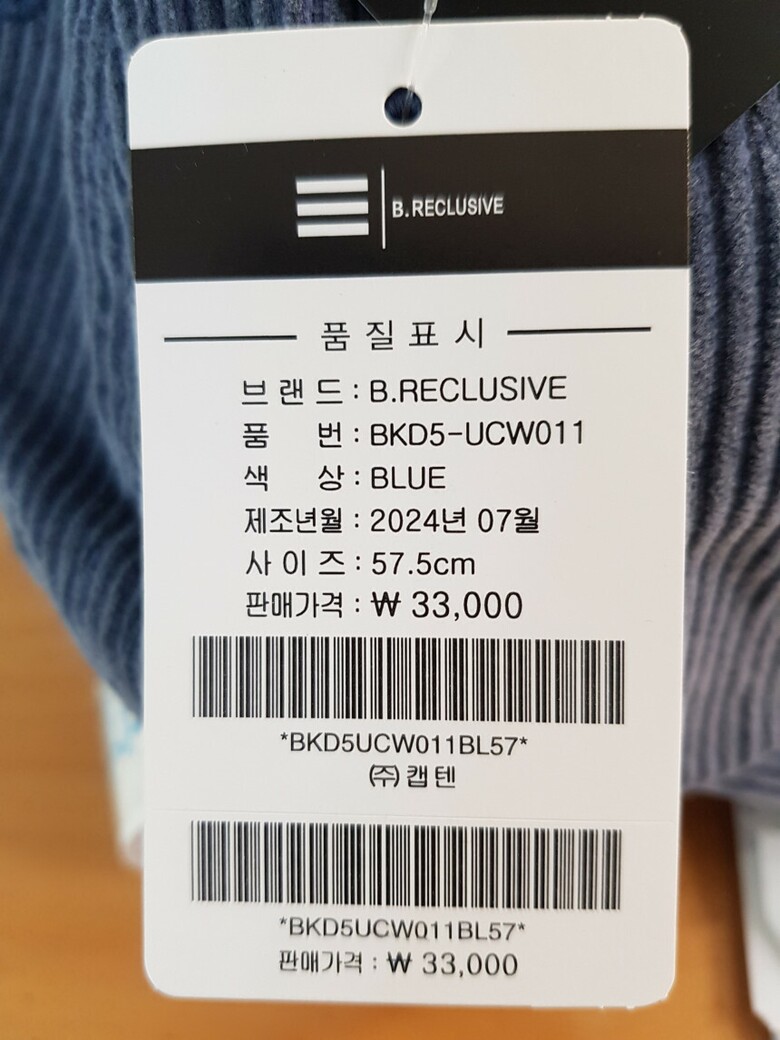 B.RECLUSIVE
품질표시
브랜드 : B.RECLUSIVE
품 번 : BKD5-UCW011
색 상 : BLUE
제조년월 : 2024년 07월
사이즈 : 57.5cm
판매가격 : ₩ 33,000
*BKD5UCW011BL57*
㈜캡텐
*BKD5UCW011BL57*
판매가격 : ₩ 33,000